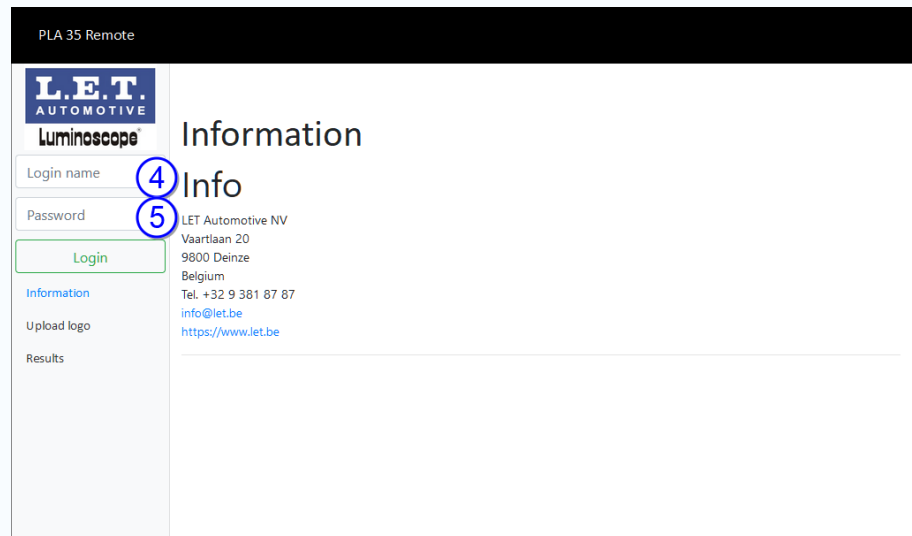 PLA 35 Remote
L.E.T.
AUTOMOTIVE
Luminoscope®
Login name
4
Password
5
Login
Information
Upload logo
Results
Information
Info
LET Automotive NV
Vaartlaan 20
9800 Deinze
Belgium
Tel. +32 9 381 87 87
info@let.be
https://www.let.be